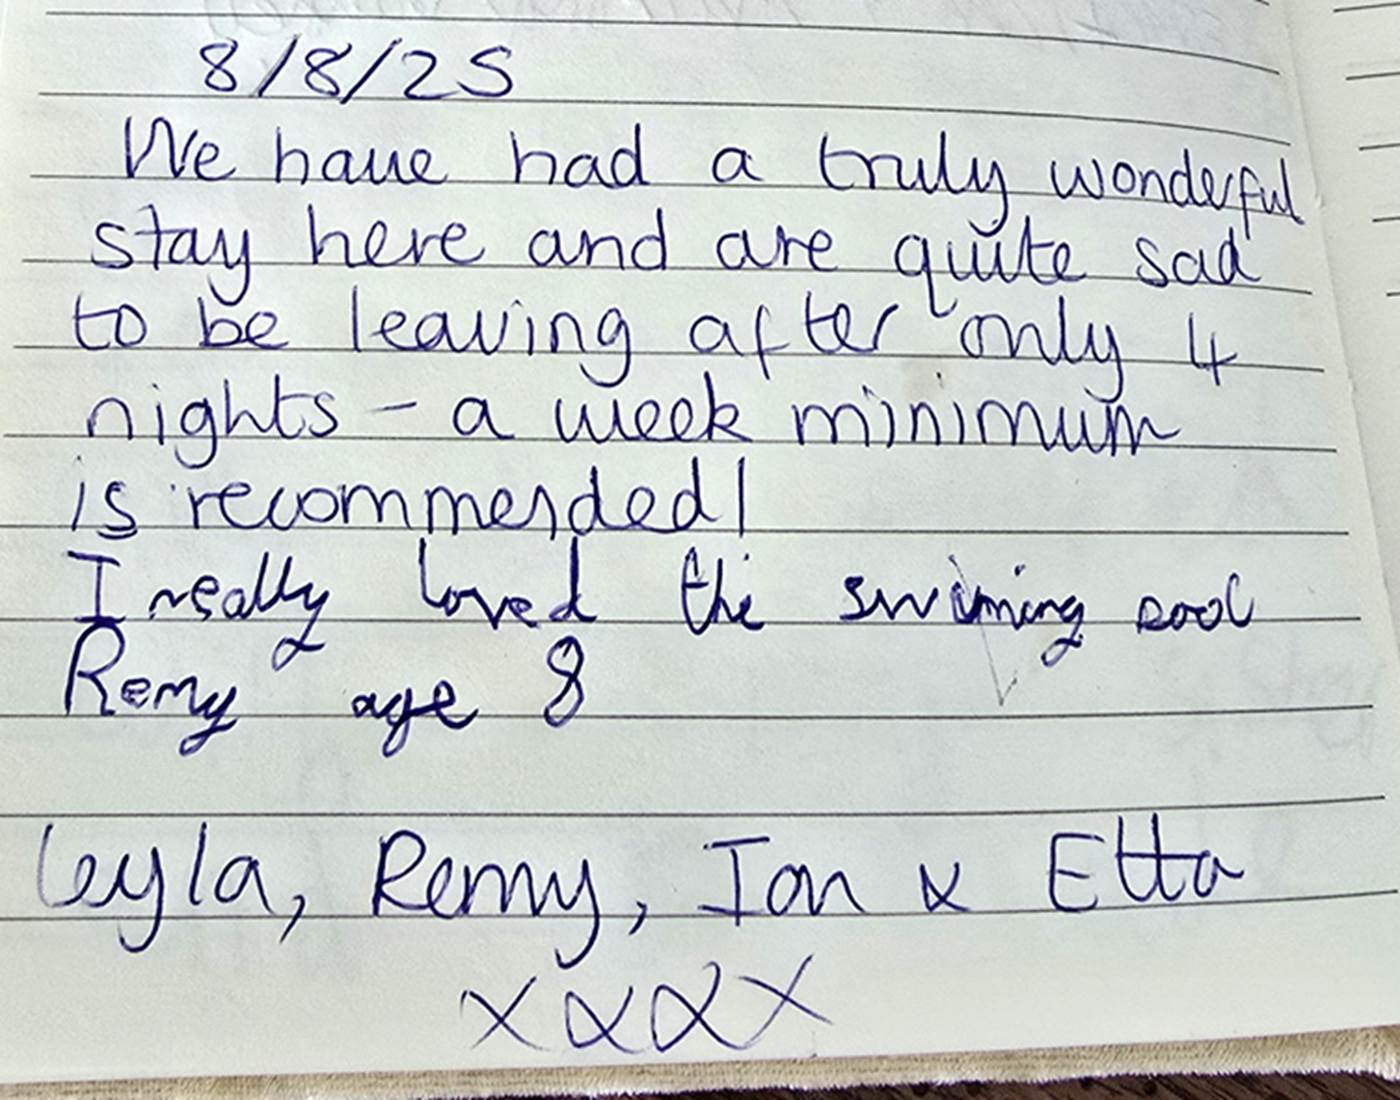 8/8/25
We have had a truly wonderful
stay here and are quite sad
to be leaving after only 4
nights - a week minimum
is recommended!
I really loved the swiming pool
Remy age 8
Leyla, Remy, Ian & Etta
xxxx